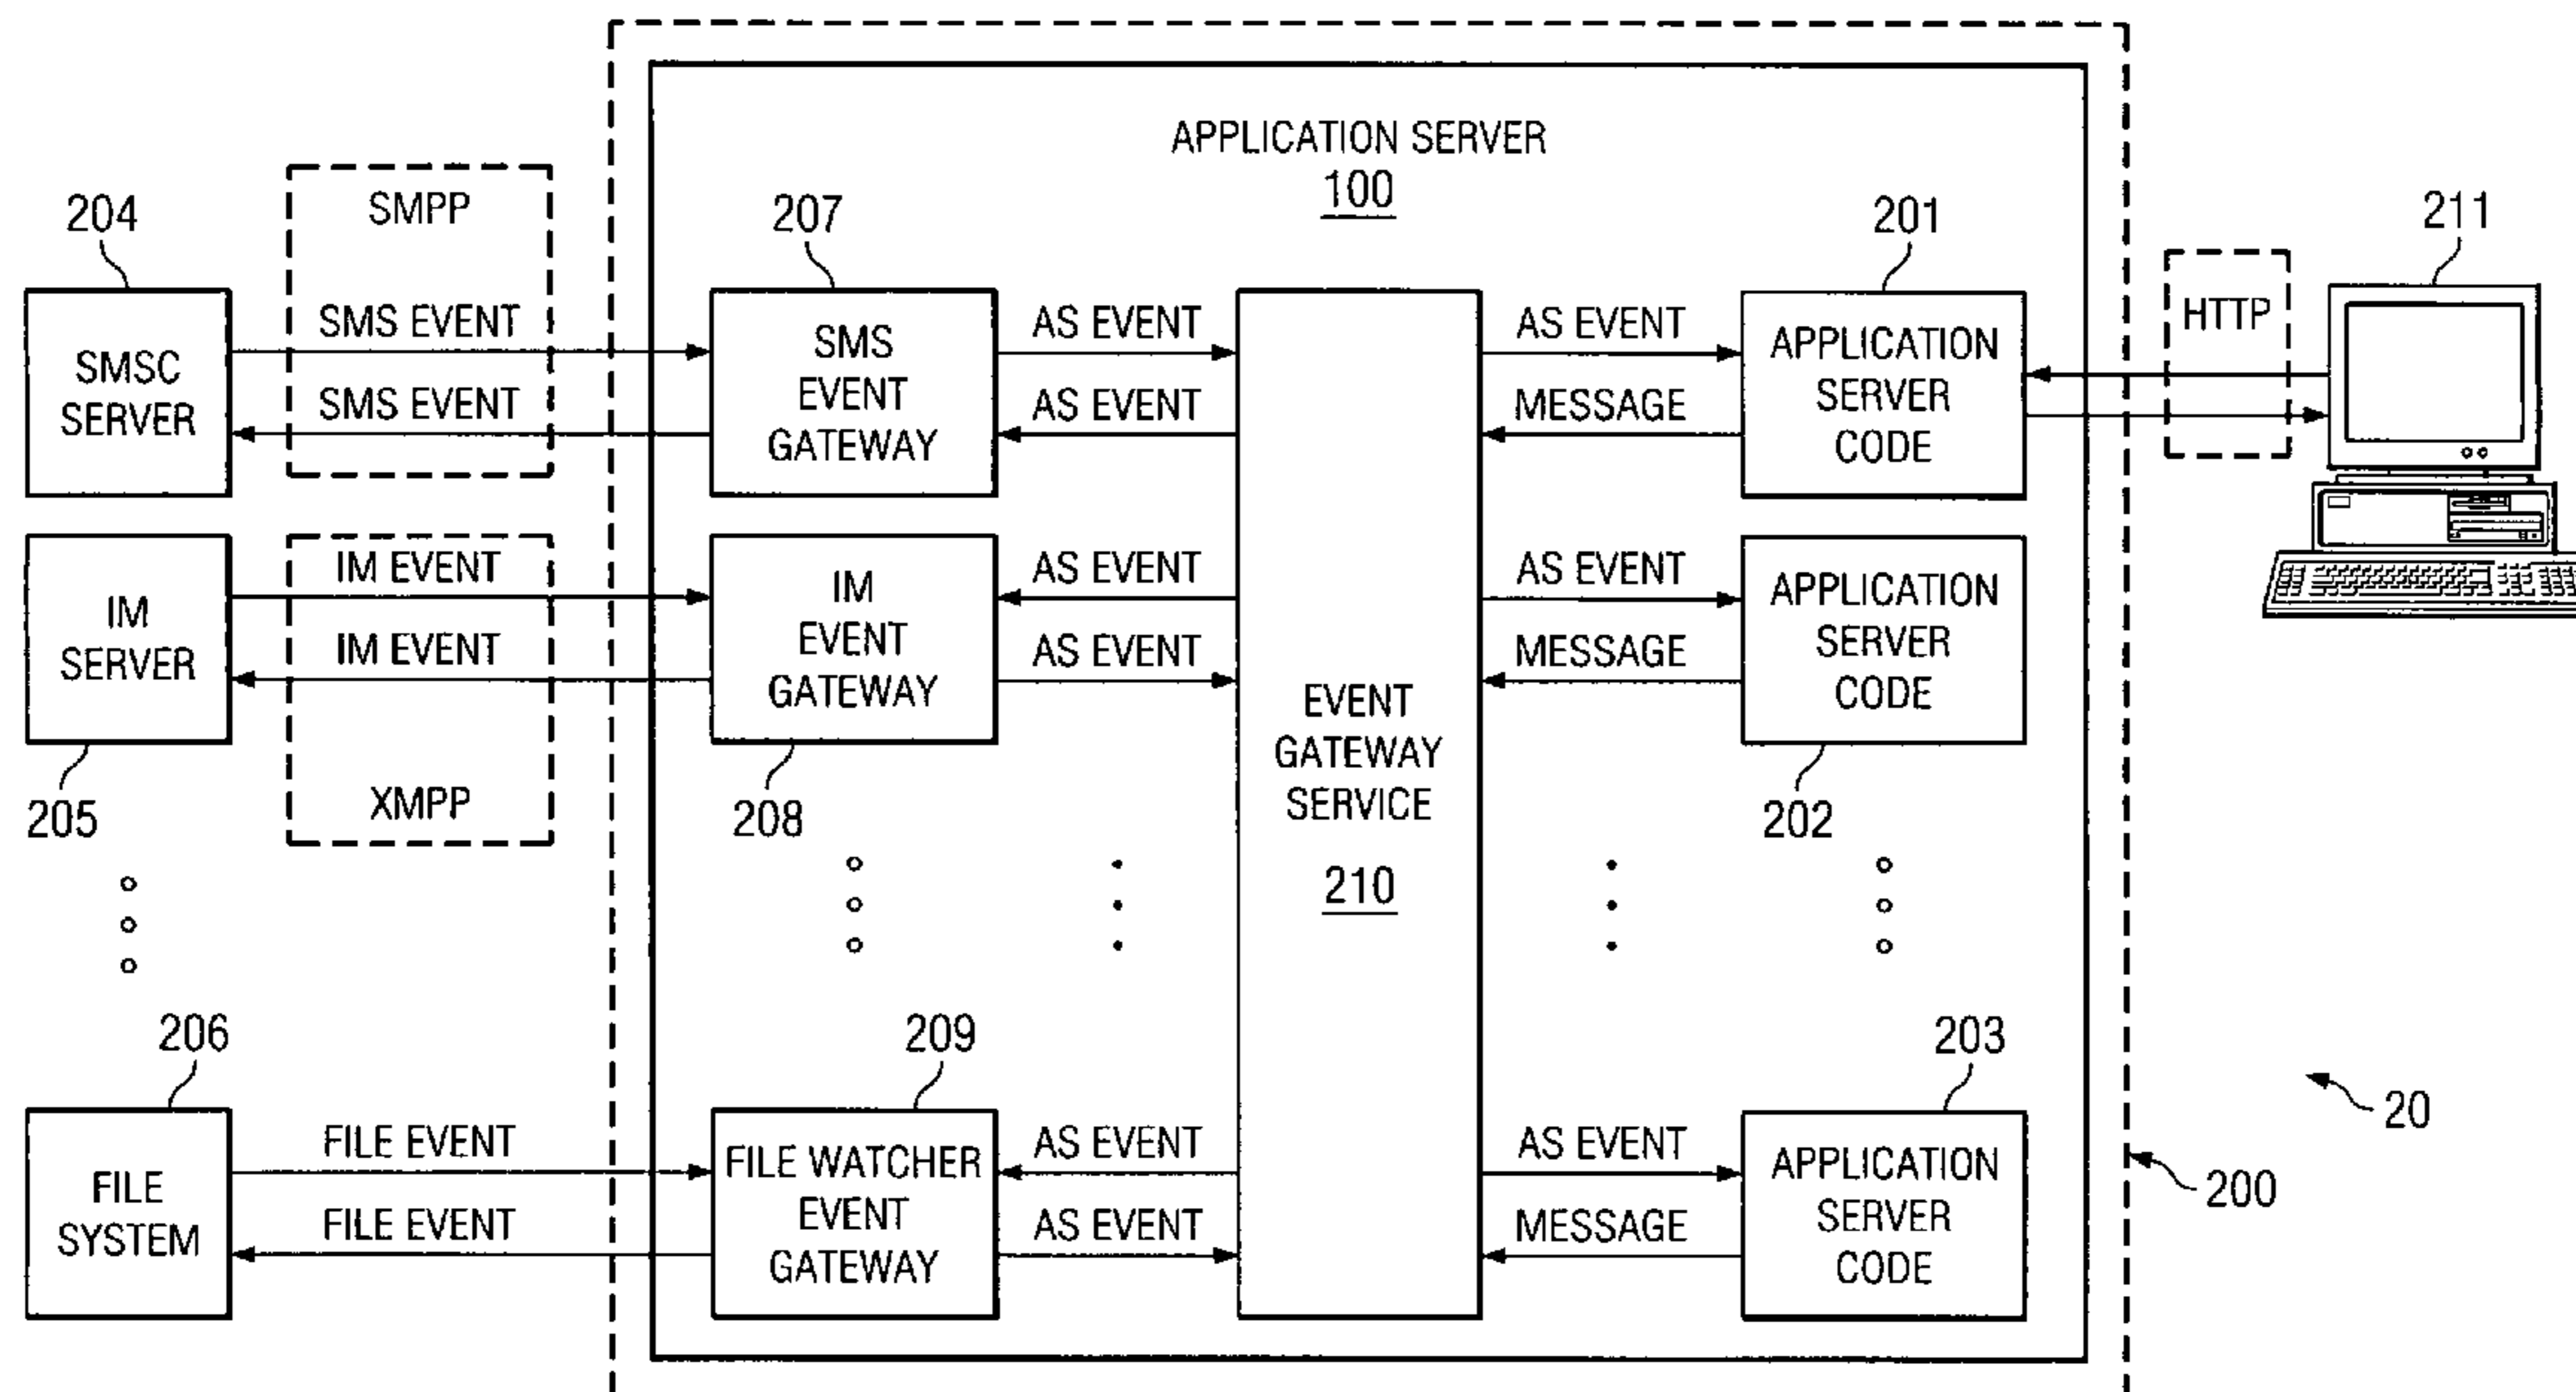 APPLICATION SERVER
100
204
SMPP
207
201
211
SMSC
SERVER
SMS EVENT
SMS EVENT
SMS
EVENT
GATEWAY
AS EVENT
AS EVENT
AS EVENT
MESSAGE
APPLICATION
SERVER
CODE
HTTP
IM
SERVER
205
IM EVENT
IM EVENT
XMPP
IM
EVENT
GATEWAY
208
AS EVENT
AS EVENT
EVENT
GATEWAY
SERVICE
210
AS EVENT
MESSAGE
APPLICATION
SERVER
CODE
202
206
209
203
FILE
SYSTEM
FILE EVENT
FILE EVENT
FILE WATCHER
EVENT
GATEWAY
AS EVENT
AS EVENT
AS EVENT
MESSAGE
APPLICATION
SERVER
CODE
20
200